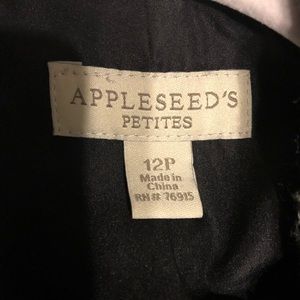 APPLESEED'S
PETITES
12P
Made in
China
RN# 76915